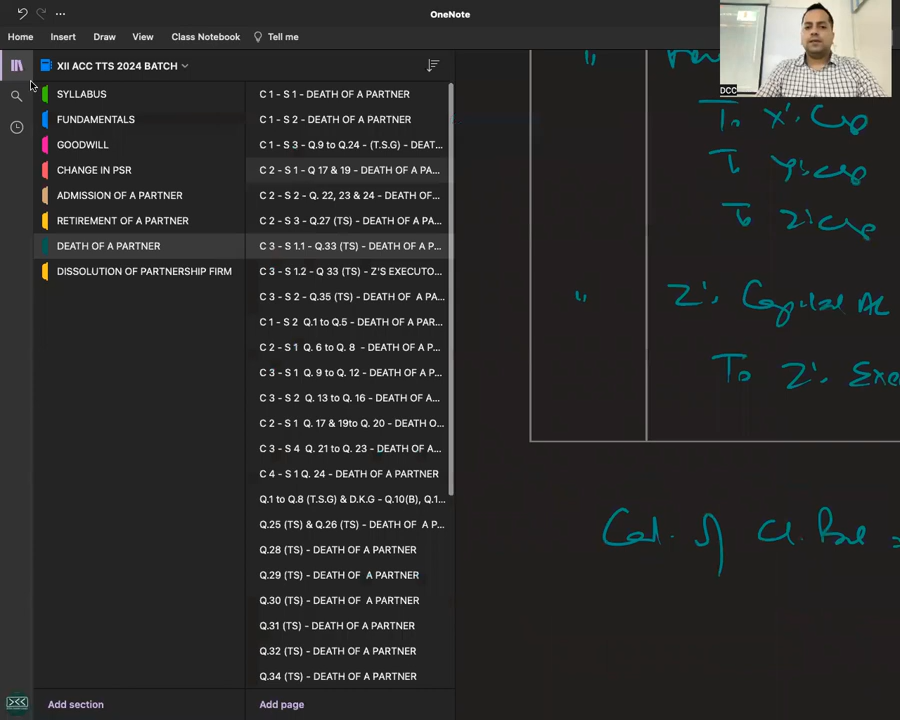 OneNote
Home Insert Draw View Class Notebook Tell me
DCC
XII ACC TTS 2024 BATCH
SYLLABUS
FUNDAMENTALS
GOODWILL
CHANGE IN PSR
ADMISSION OF A PARTNER
RETIREMENT OF A PARTNER
DEATH OF A PARTNER
DISSOLUTION OF PARTNERSHIP FIRM
Add section
C 1 - S 1 - DEATH OF A PARTNER
C 1 - S 2 - DEATH OF A PARTNER
C 1 - S 3 - Q.9 to Q.24 - (T.S.G) - DEAT...
C 2 - S 1 - Q 17 & 19 - DEATH OF A PA...
C 2 - S 2 - Q. 22, 23 & 24 - DEATH OF...
C 2 - S 3 - Q.27 (TS) - DEATH OF A PA...
C 3 - S 1.1 - Q.33 (TS) - DEATH OF A P...
C 3 - S 1.2 - Q 33 (TS) - Z'S EXECUTO...
C 3 - S 2 - Q.35 (TS) - DEATH OF A PA...
C 1 - S 2 Q.1 to Q.5 - DEATH OF A PAR...
C 2 - S 1 Q. 6 to Q. 8 - DEATH OF A P...
C 3 - S 1 Q. 9 to Q. 12 - DEATH OF A P...
C 3 - S 2 Q. 13 to Q. 16 - DEATH OF A...
C 2 - S 1 Q. 17 & 19to Q. 20 - DEATH O...
C 3 - S 4 Q. 21 to Q. 23 - DEATH OF A...
C 4 - S 1 Q. 24 - DEATH OF A PARTNER
Q.1 to Q.8 (T.S.G) & D.K.G - Q.10(B), Q.1...
Q.25 (TS) & Q.26 (TS) - DEATH OF A P...
Q.28 (TS) - DEATH OF A PARTNER
Q.29 (TS) - DEATH OF A PARTNER
Q.30 (TS) - DEATH OF A PARTNER
Q.31 (TS) - DEATH OF A PARTNER
Q.32 (TS) - DEATH OF A PARTNER
Q.34 (TS) - DEATH OF A PARTNER
Add page
To X's Cap
To Y's Cap
To Z's Cap
" Z's Capital Ac
To Z's Exe
Cal. of Cl. Bal =